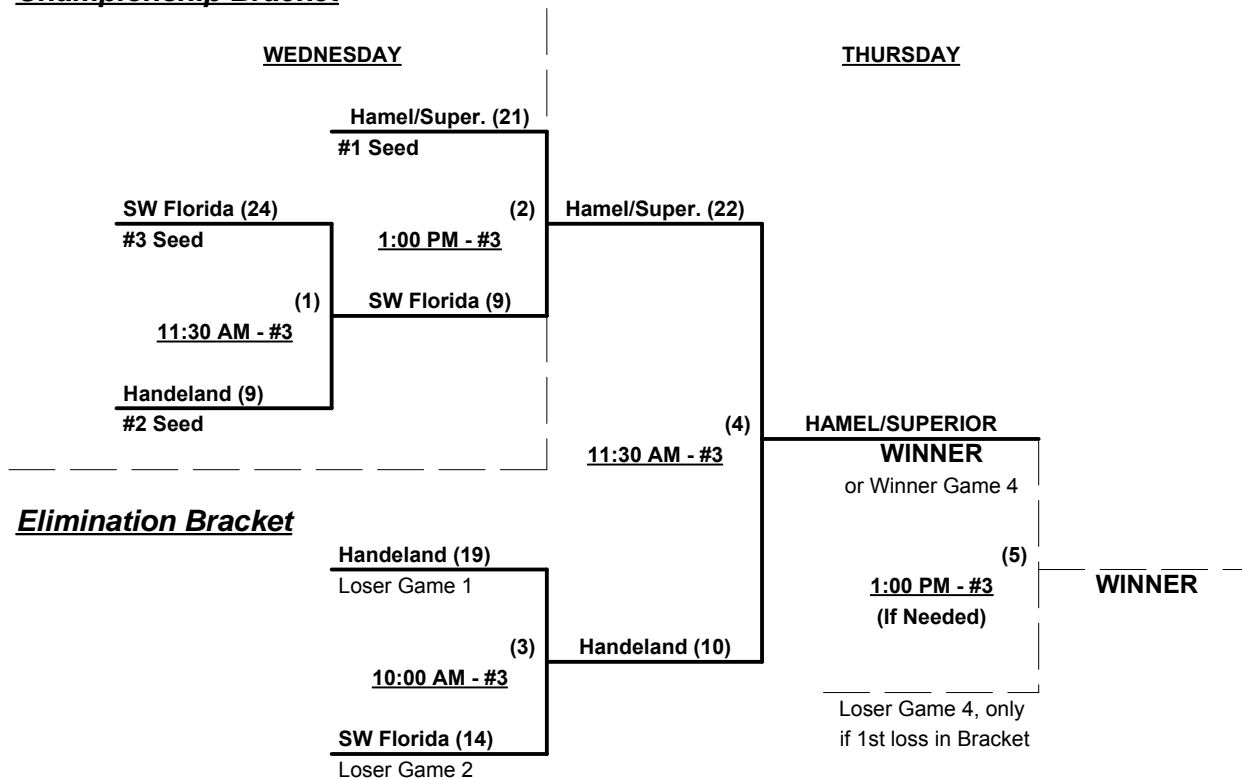 Championship Bracket
WEDNESDAY
THURSDAY
Hamel/Super. (21)
#1 Seed
SW Florida (24)
#3 Seed
(2)
1:00 PM - #3
Hamel/Super. (22)
(1)
11:30 AM - #3
SW Florida (9)
Handeland (9)
#2 Seed
(4)
11:30 AM - #3
HAMEL/SUPERIOR
WINNER
or Winner Game 4
Elimination Bracket
Handeland (19)
Loser Game 1
(5)
1:00 PM - #3
(If Needed)
WINNER
(3)
10:00 AM - #3
Handeland (10)
Loser Game 4, only
if 1st loss in Bracket
SW Florida (14)
Loser Game 2